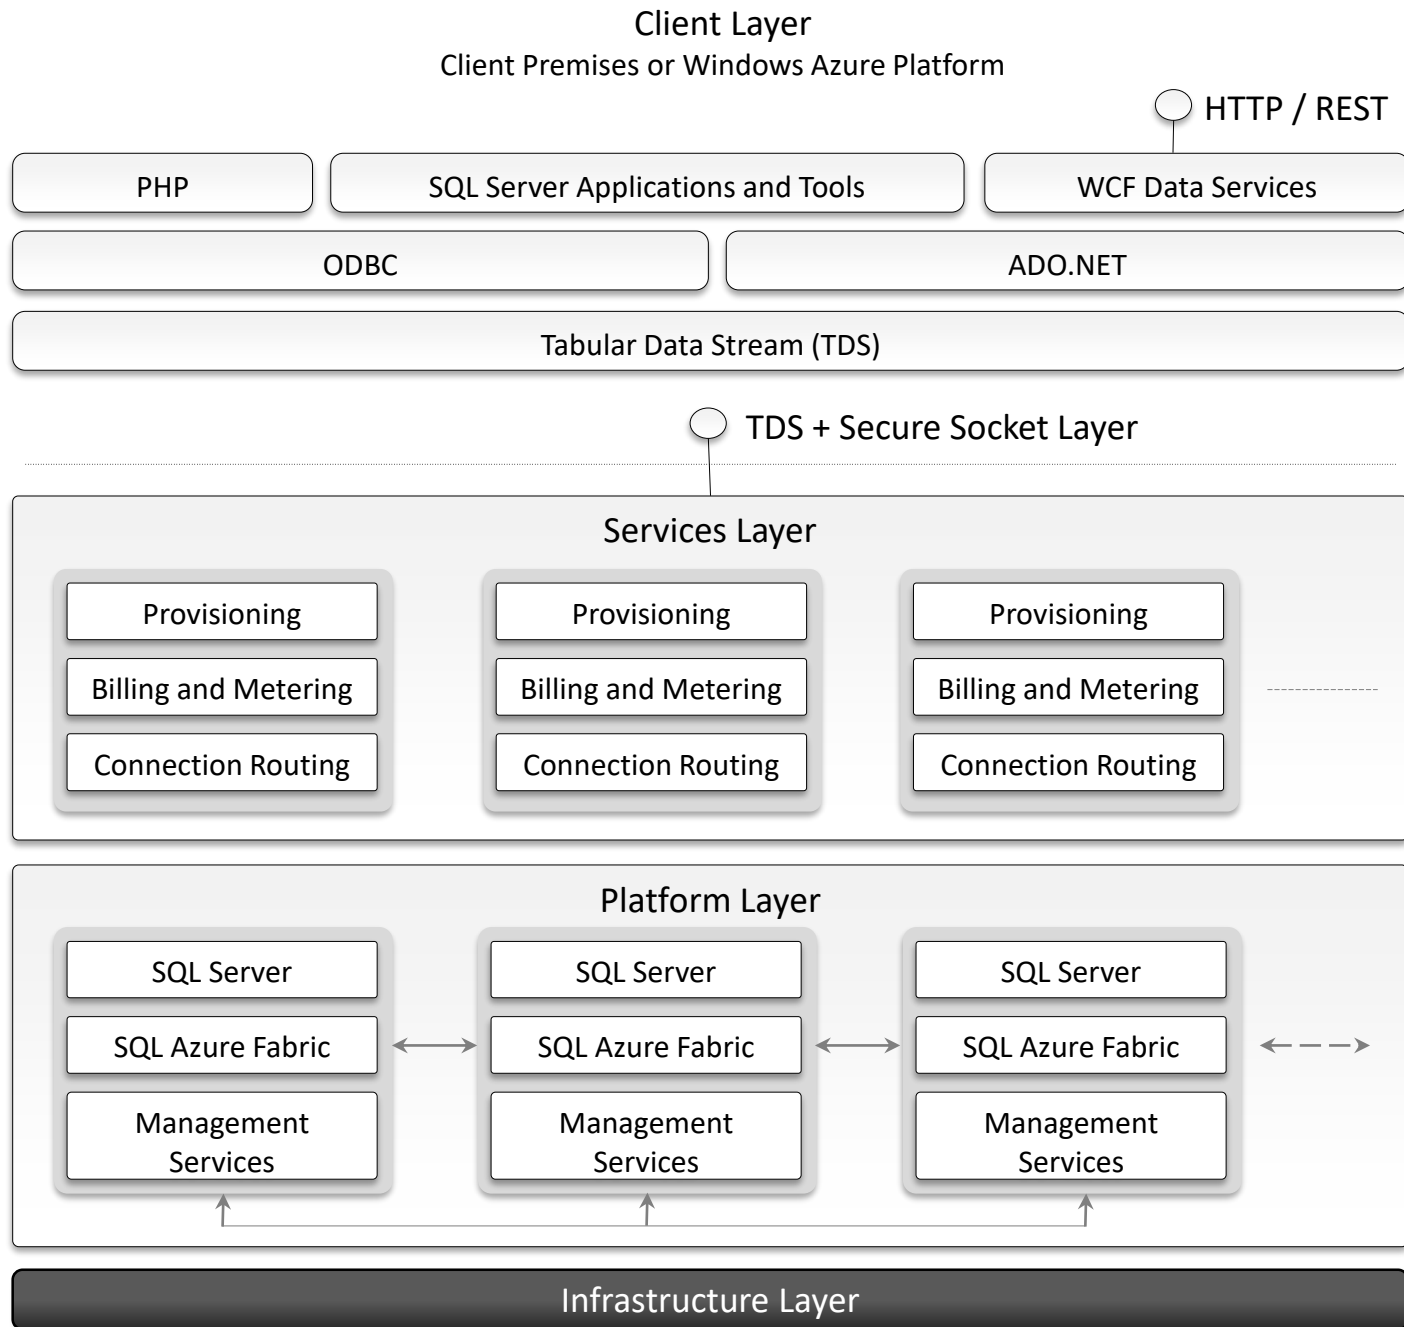 Client Layer
Client Premises or Windows Azure Platform
HTTP / REST
PHP
SQL Server Applications and Tools
WCF Data Services
ODBC
ADO.NET
Tabular Data Stream (TDS)
TDS + Secure Socket Layer
Services Layer
Provisioning
Provisioning
Provisioning
Billing and Metering
Billing and Metering
Billing and Metering
Connection Routing
Connection Routing
Connection Routing
Platform Layer
SQL Server
SQL Server
SQL Server
SQL Azure Fabric
SQL Azure Fabric
SQL Azure Fabric
Management
Services
Management
Services
Management
Services
Infrastructure Layer